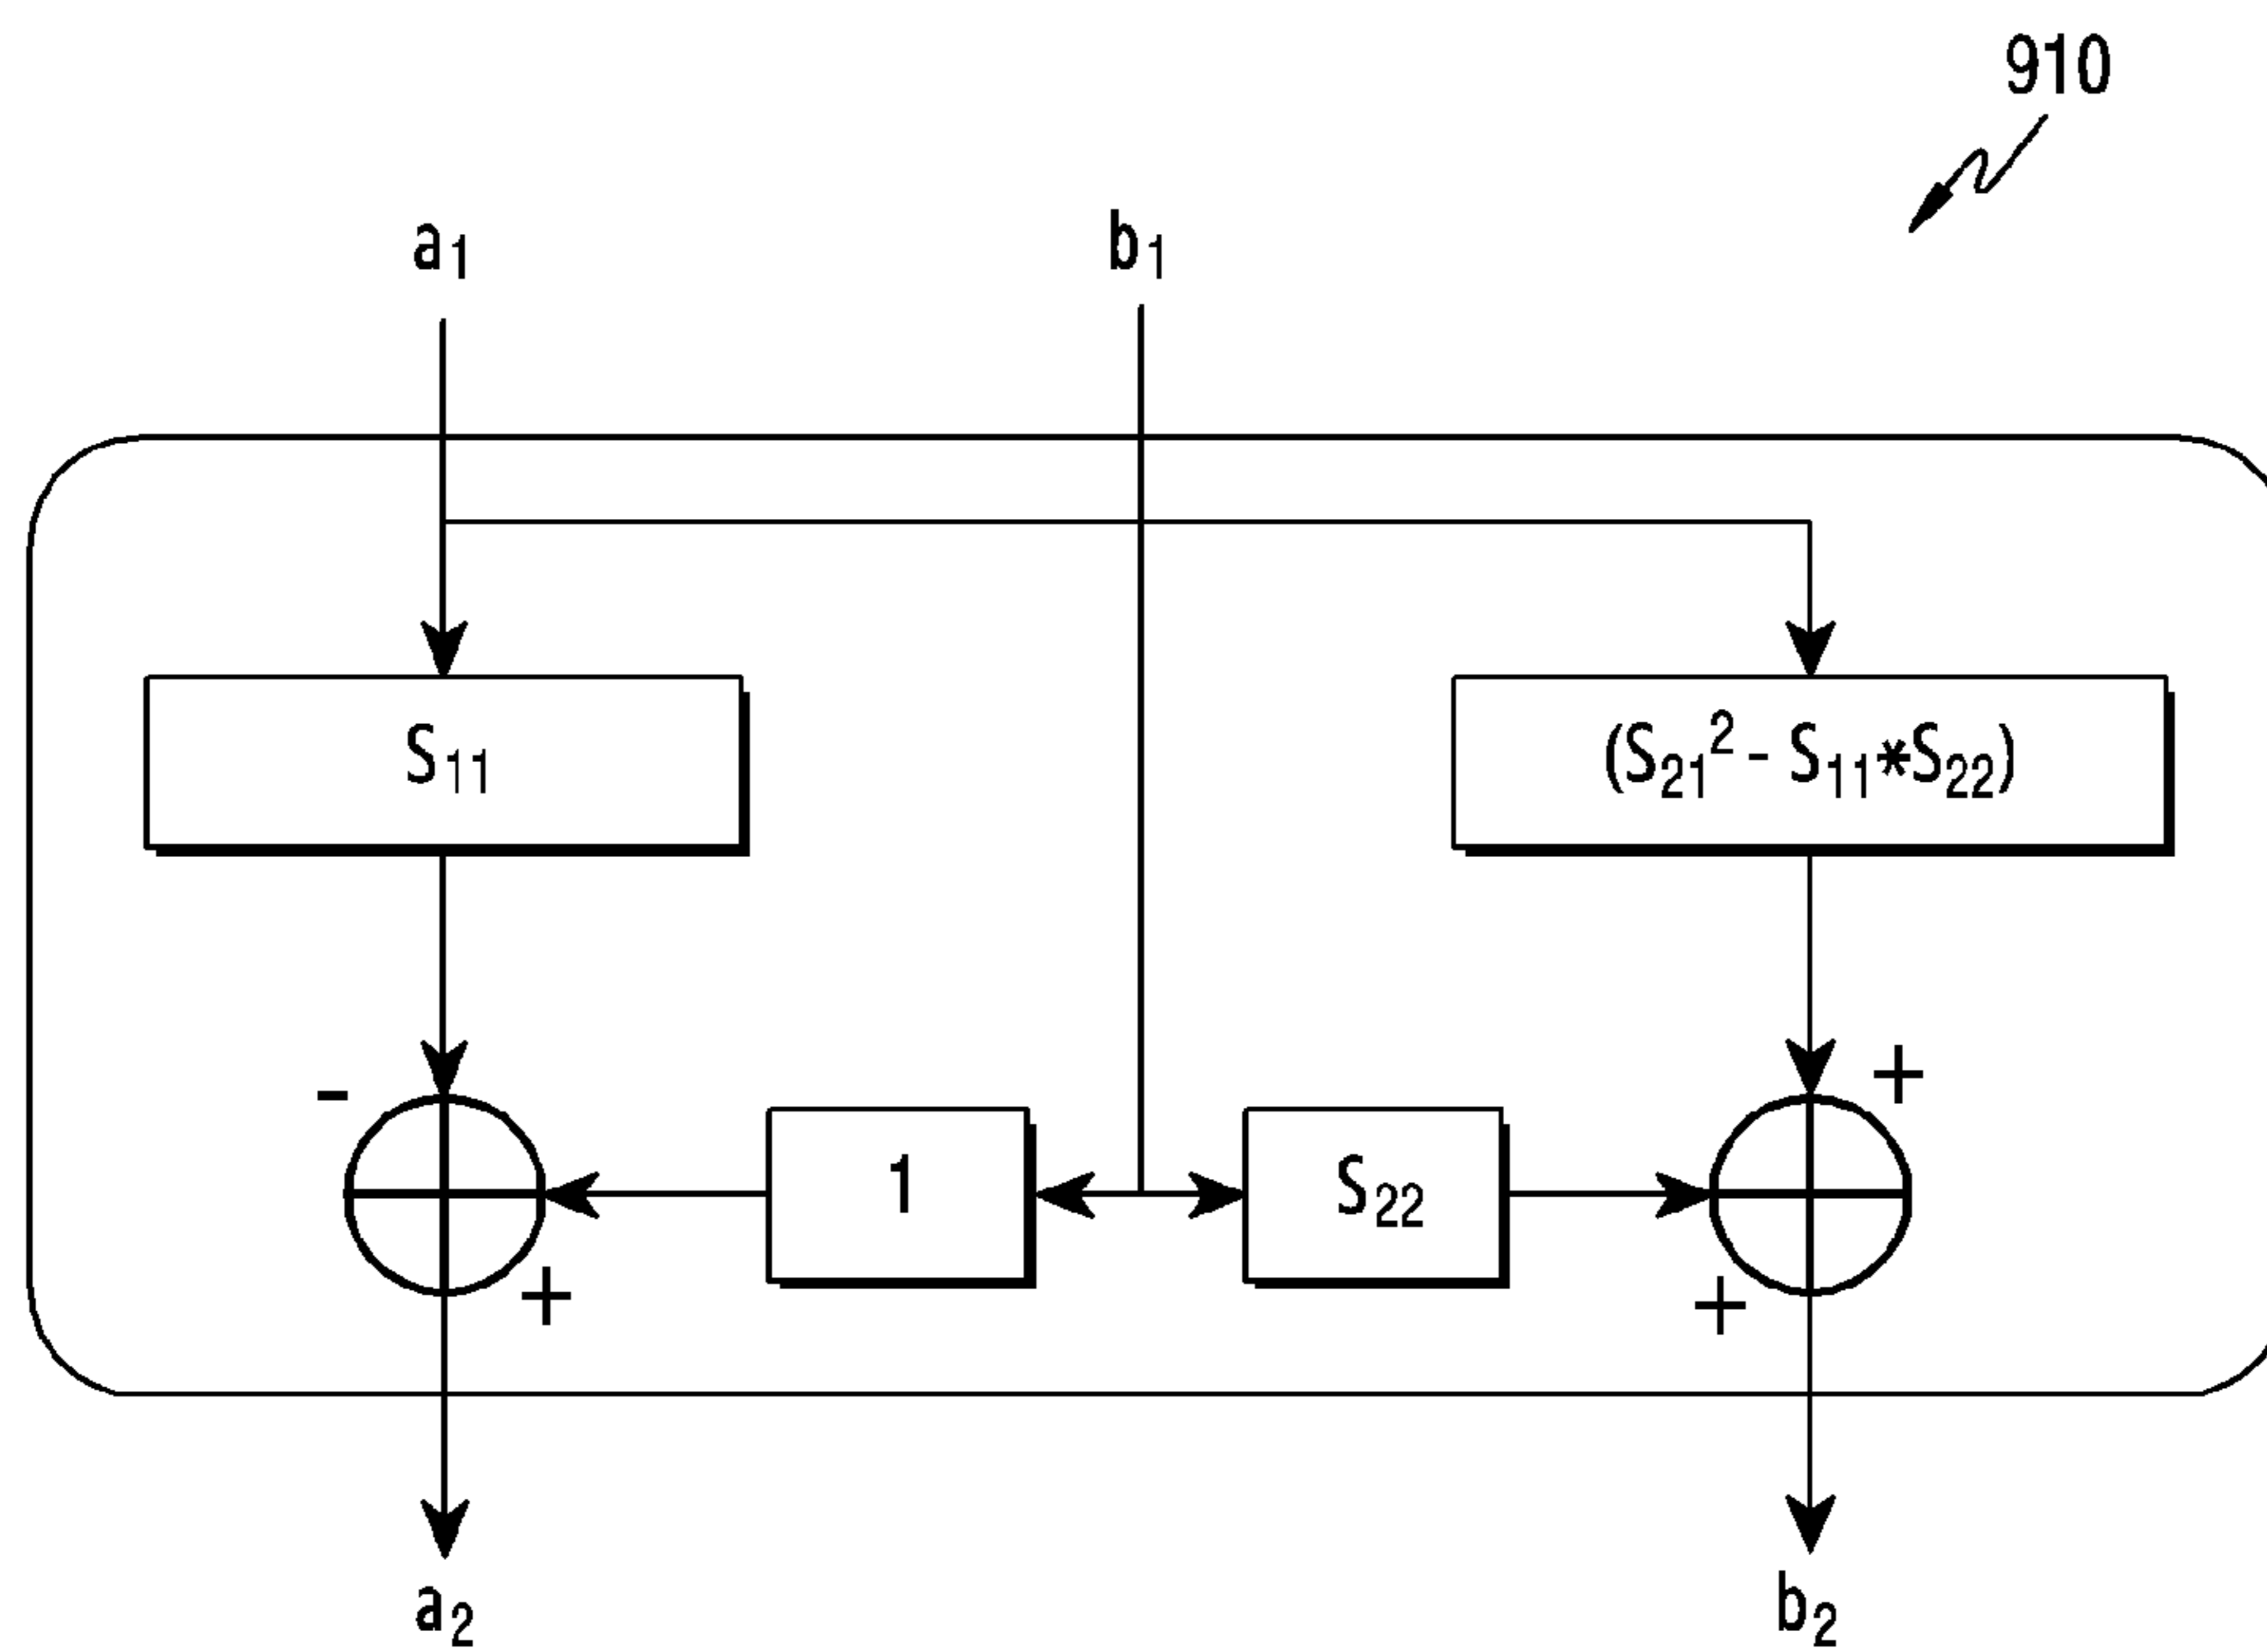 910
a₁
b₁
S₁₁
(S₂₁² - S₁₁*S₂₂)
-
+
1
S₂₂
+
+
a₂
b₂